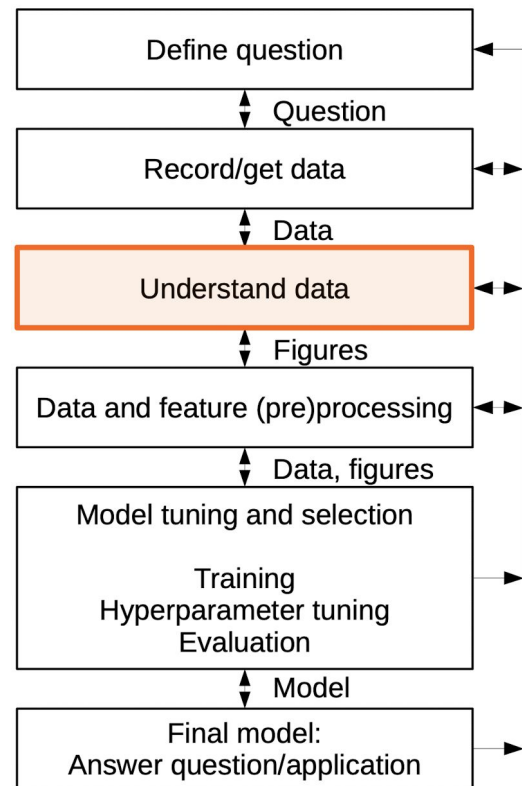 Define question
Question
Record/get data
Data
Understand data
Figures
Data and feature (pre)processing
Data, figures
Model tuning and selection
Training
Hyperparameter tuning
Evaluation
Model
Final model:
Answer question/application